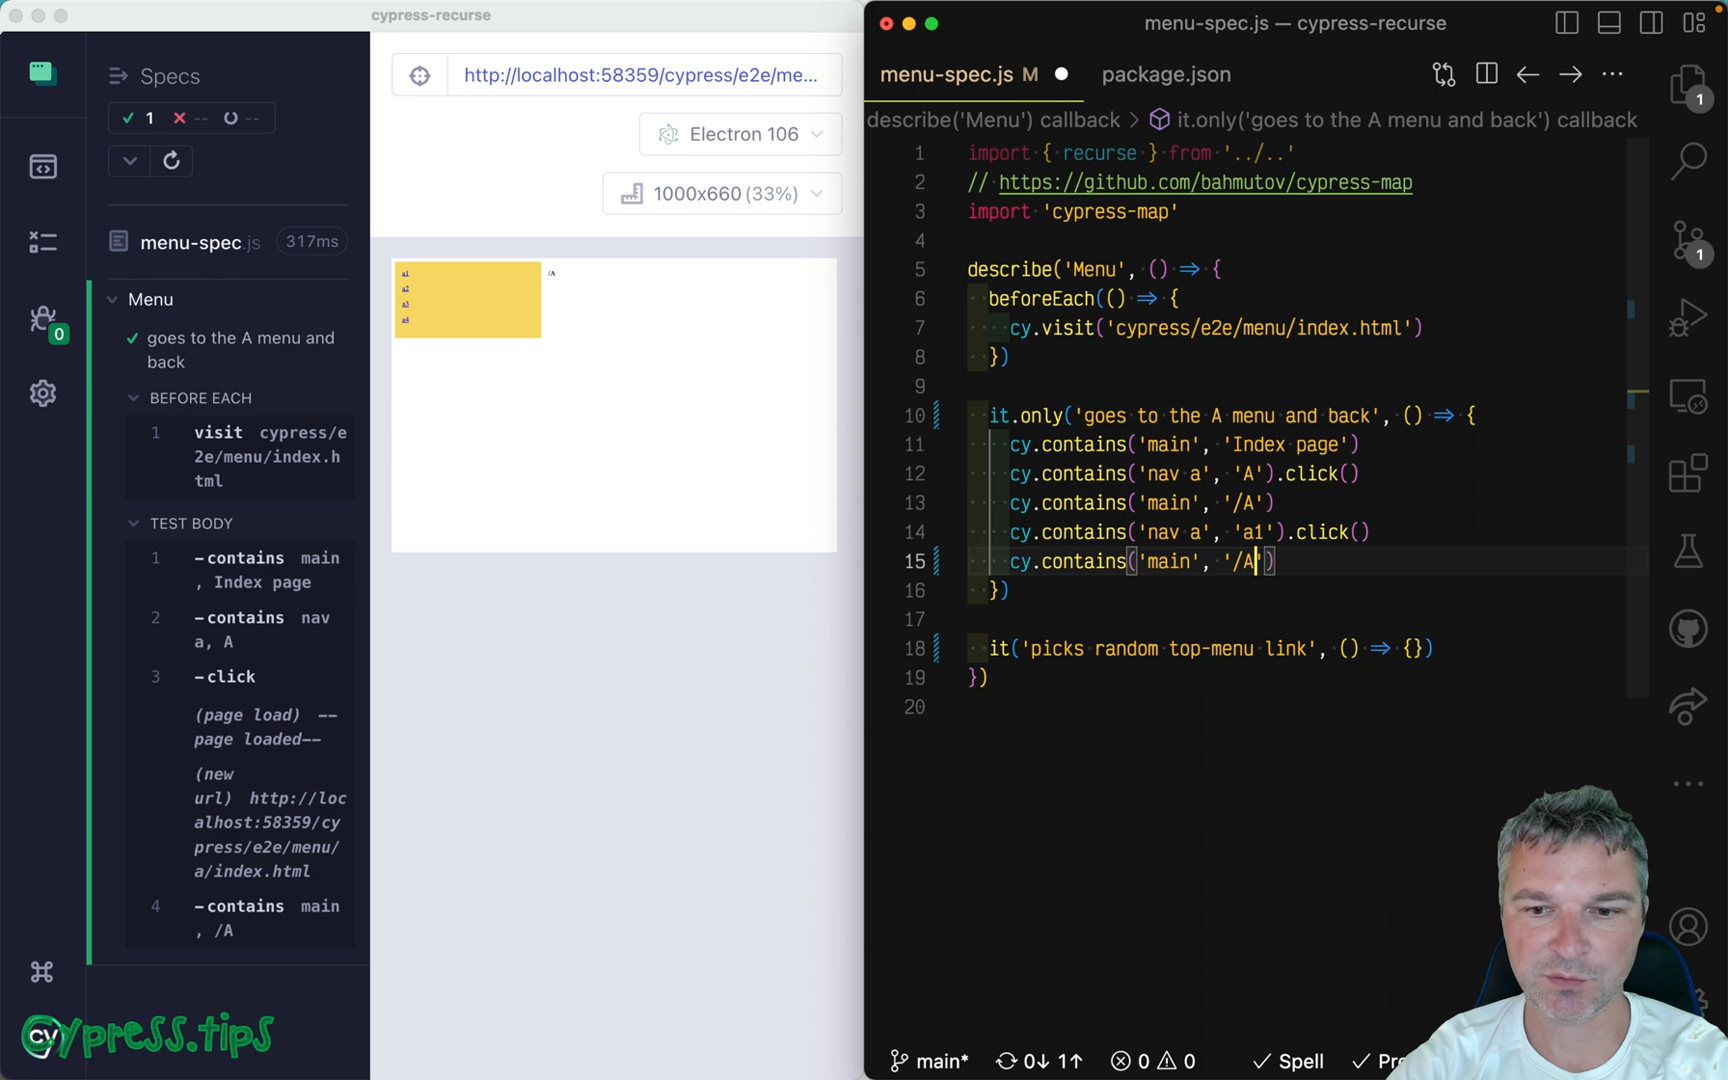 cypress-recurse
Specs
1 -- --
menu-spec.js 317ms
Menu
goes to the A menu and
back
BEFORE EACH
1 visit cypress/e
2e/menu/index.h
tml
TEST BODY
1 -contains main
, Index page
2 -contains nav
a, A
3 -click
(page load) --
page loaded--
(new
url) http://loc
alhost:58359/cy
press/e2e/menu/
a/index.html
4 -contains main
, /A
0
cy
Cypress.tips
http://localhost:58359/cypress/e2e/me...
Electron 106
1000x660 (33%)
a1
a2
a3
a4
/A
menu-spec.js — cypress-recurse
menu-spec.js M
package.json
describe('Menu') callback > it.only('goes to the A menu and back') callback
1 import { recurse } from '../..'
2 // https://github.com/bahmutov/cypress-map
3 import 'cypress-map'
4
5 describe('Menu', () => {
6 beforeEach(() => {
7 cy.visit('cypress/e2e/menu/index.html')
8 })
9
10 it.only('goes to the A menu and back', () => {
11 cy.contains('main', 'Index page')
12 cy.contains('nav a', 'A').click()
13 cy.contains('main', '/A')
14 cy.contains('nav a', 'a1').click()
15 cy.contains('main', '/A')
16 })
17
18 it('picks random top-menu link', () => {})
19 })
20
1
1
main* 0↓ 1↑ 0 0 Spell